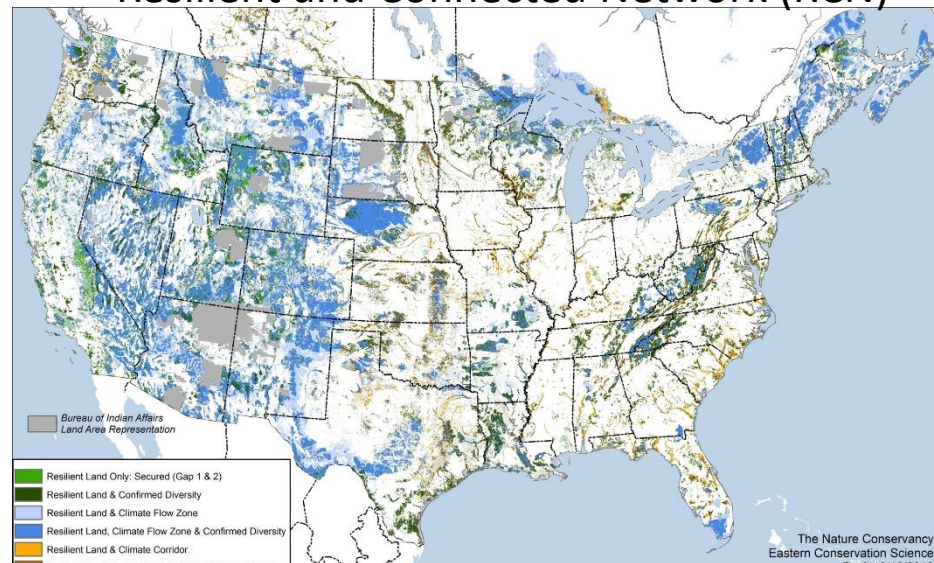 Resilient and Connected Network (RCN)
Bureau of Indian Affairs
Land Area Representation
Resilient Land Only: Secured (Gap 1 & 2)
Resilient Land & Confirmed Diversity
Resilient Land & Climate Flow Zone
Resilient Land, Climate Flow Zone & Confirmed Diversity
Resilient Land & Climate Corridor
The Nature Conservancy
Eastern Conservation Science